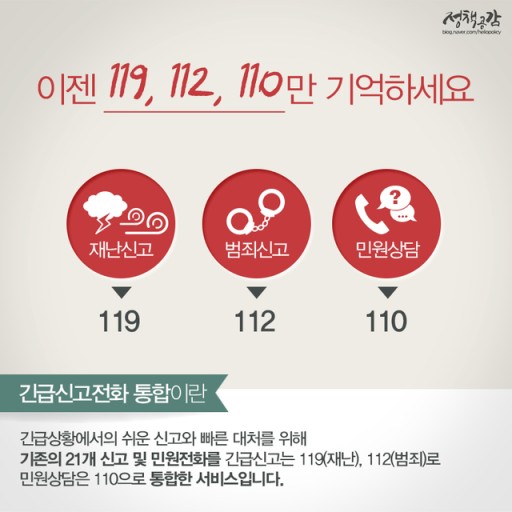 정책공감
blog.naver.com/hellopolicy
이젠 119, 112, 110만 기억하세요
재난신고 범죄신고 민원상담
119 112 110
긴급신고전화 통합이란
긴급상황에서의 쉬운 신고와 빠른 대처를 위해
기존의 21개 신고 및 민원전화를 긴급신고는 119(재난), 112(범죄)로
민원상담은 110으로 통합한 서비스입니다.